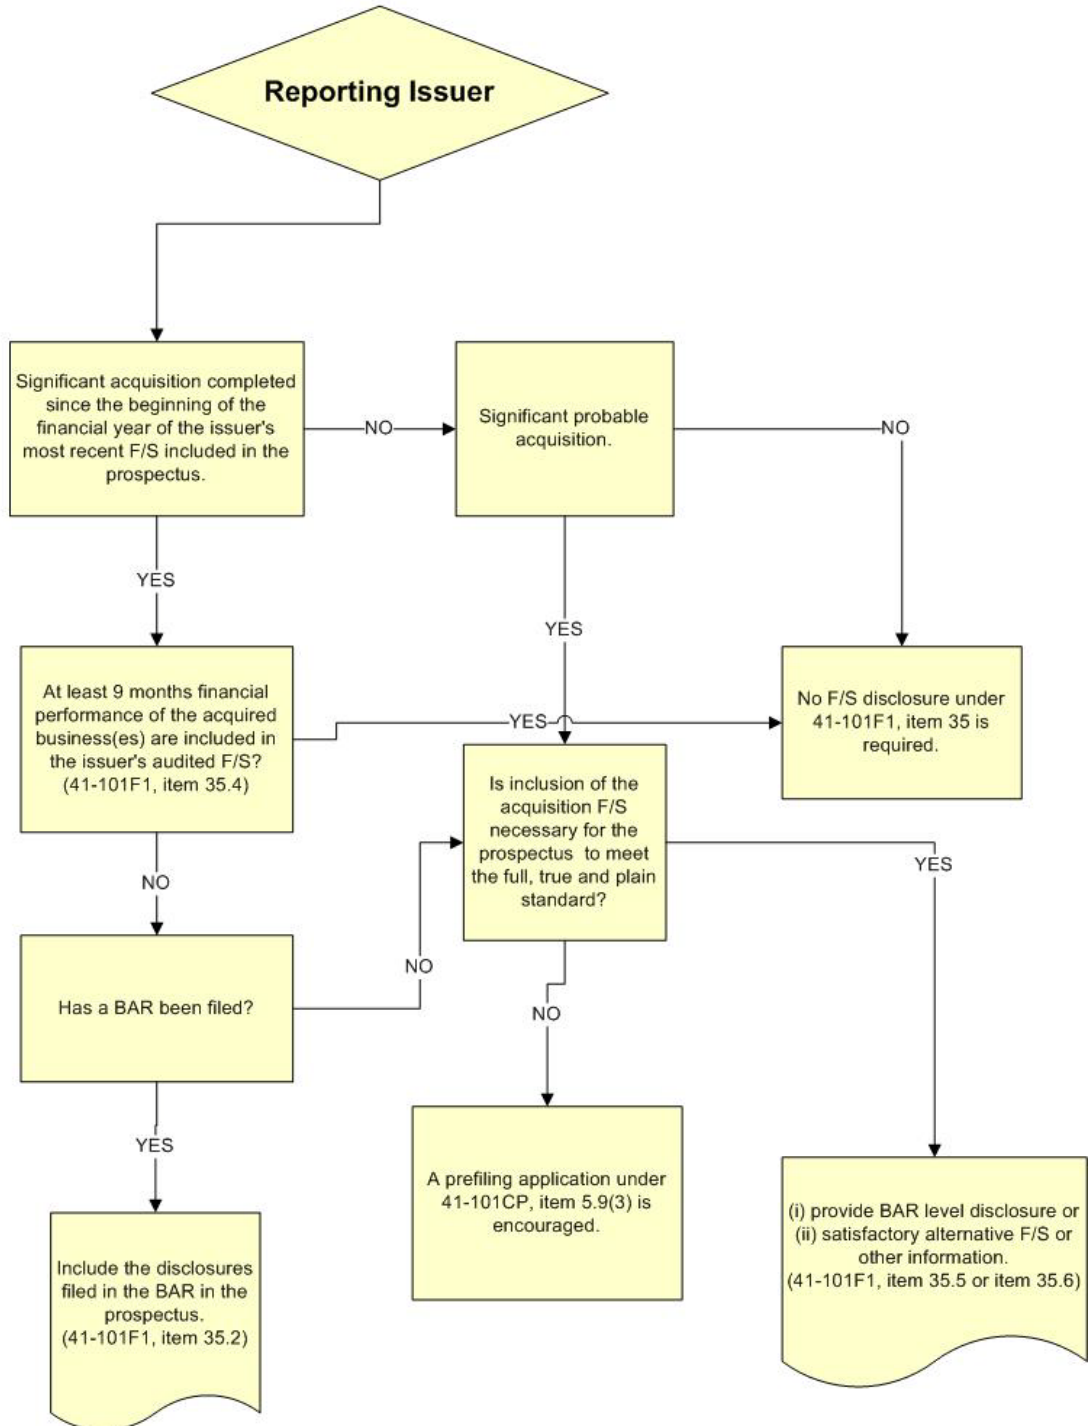 Reporting Issuer
Significant acquisition completed
since the beginning of the
financial year of the issuer's
most recent F/S included in the
prospectus.
NO
Significant probable
acquisition.
NO
YES
YES
At least 9 months financial
performance of the acquired
business(es) are included in
the issuer's audited F/S?
(41-101F1, item 35.4)
YES
No F/S disclosure under
41-101F1, item 35 is
required.
Is inclusion of the
acquisition F/S
necessary for the
prospectus to meet
the full, true and plain
standard?
YES
NO
Has a BAR been filed?
NO
NO
YES
A prefiling application under
41-101CP, item 5.9(3) is
encouraged.
(i) provide BAR level disclosure or
(ii) satisfactory alternative F/S or
other information.
(41-101F1, item 35.5 or item 35.6)
Include the disclosures
filed in the BAR in the
prospectus.
(41-101F1, item 35.2)